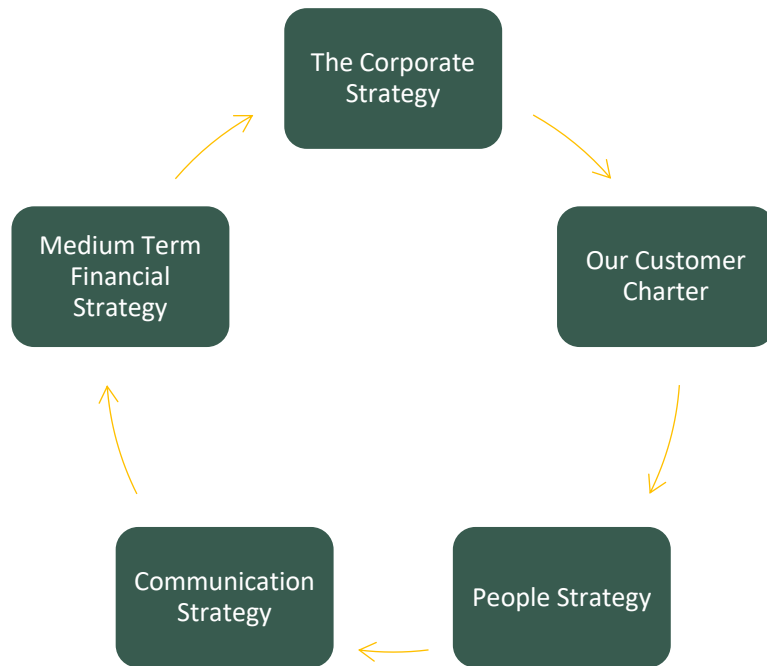 The Corporate
Strategy
Our Customer
Charter
People Strategy
Communication
Strategy
Medium Term
Financial
Strategy